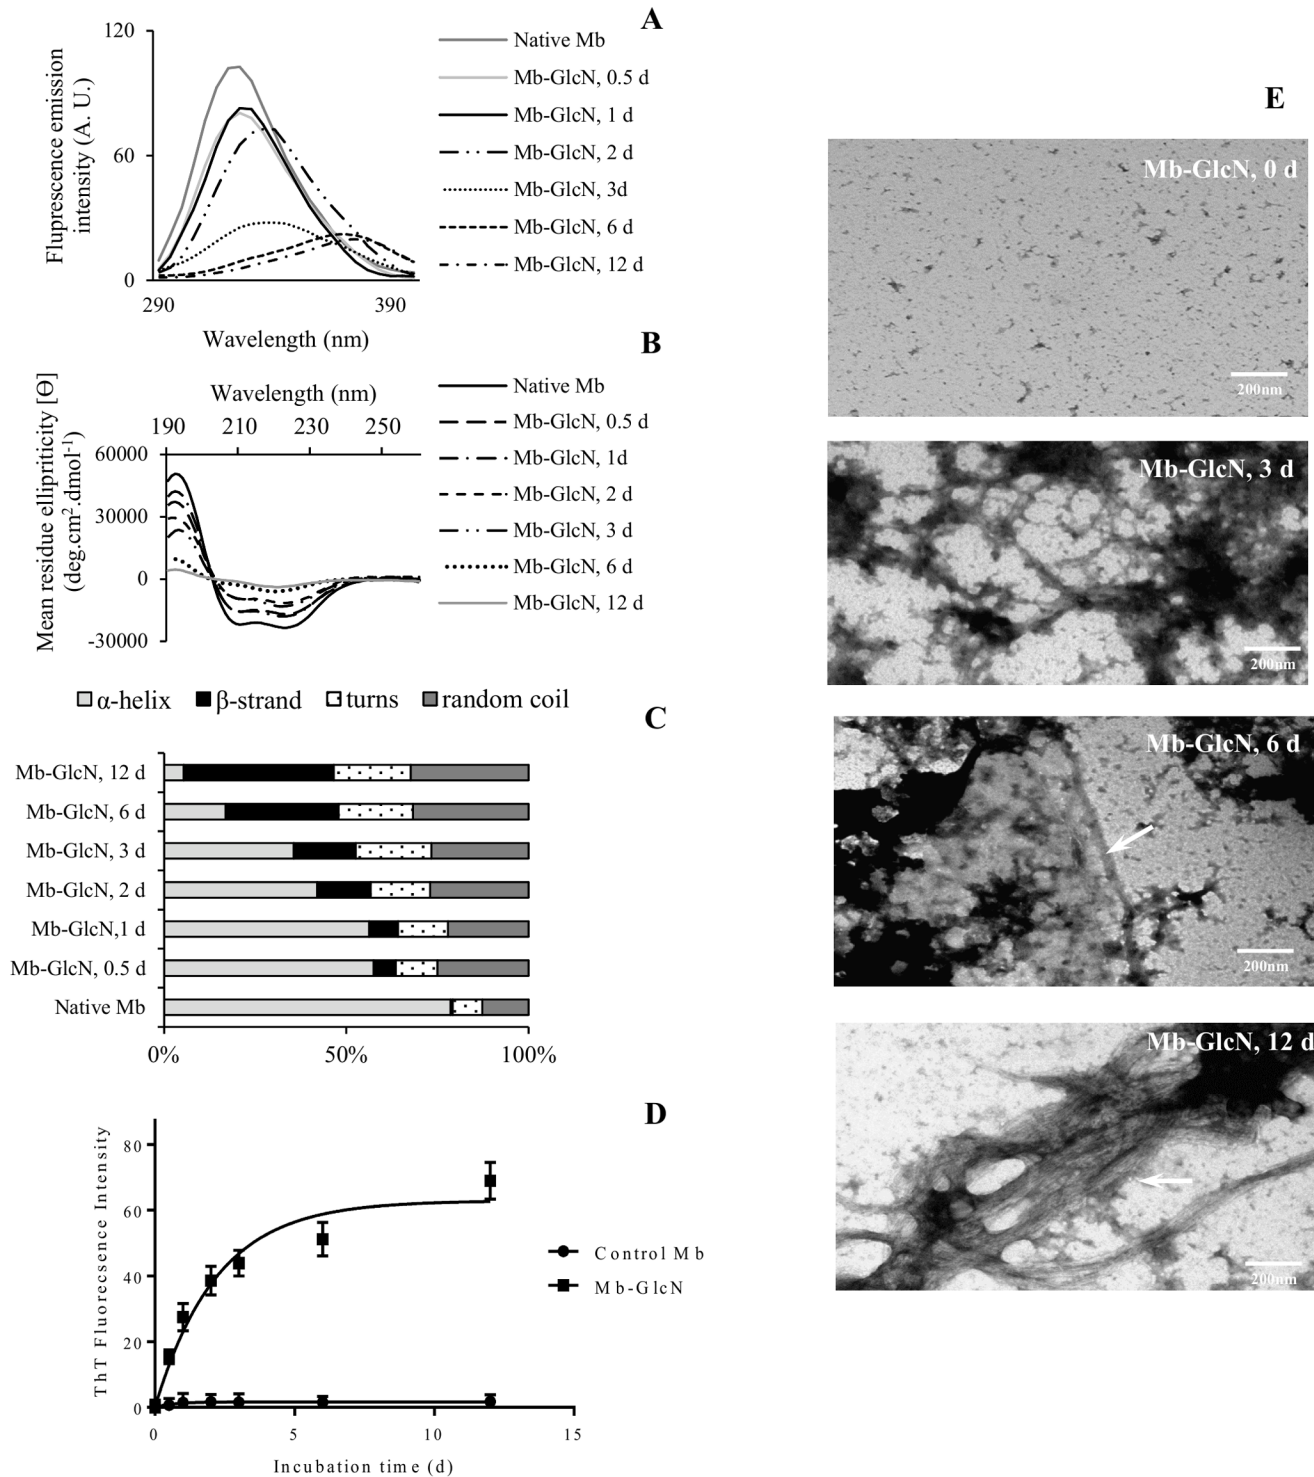 A
120
60
0
290
390
Fluprescence emission
intensity (A. U.)
Wavelength (nm)
Native Mb
Mb-GlcN, 0.5 d
Mb-GlcN, 1 d
Mb-GlcN, 2 d
Mb-GlcN, 3d
Mb-GlcN, 6 d
Mb-GlcN, 12 d
B
Wavelength (nm)
190
210
230
250
60000
30000
0
-30000
Mean residue ellipriticity [Ɵ]
(deg.cm².dmol⁻¹)
Native Mb
Mb-GlcN, 0.5 d
Mb-GlcN, 1d
Mb-GlcN, 2 d
Mb-GlcN, 3 d
Mb-GlcN, 6 d
Mb-GlcN, 12 d
α-helix
β-strand
turns
random coil
C
Mb-GlcN, 12 d
Mb-GlcN, 6 d
Mb-GlcN, 3 d
Mb-GlcN, 2 d
Mb-GlcN,1 d
Mb-GlcN, 0.5 d
Native Mb
0%
50%
100%
D
80
60
40
20
0
ThT Fluorecsence Intensity
0
5
10
15
Incubation time (d)
Control Mb
Mb-GlcN
E
Mb-GlcN, 0 d
200nm
Mb-GlcN, 3 d
200nm
Mb-GlcN, 6 d
200nm
Mb-GlcN, 12 d
200nm